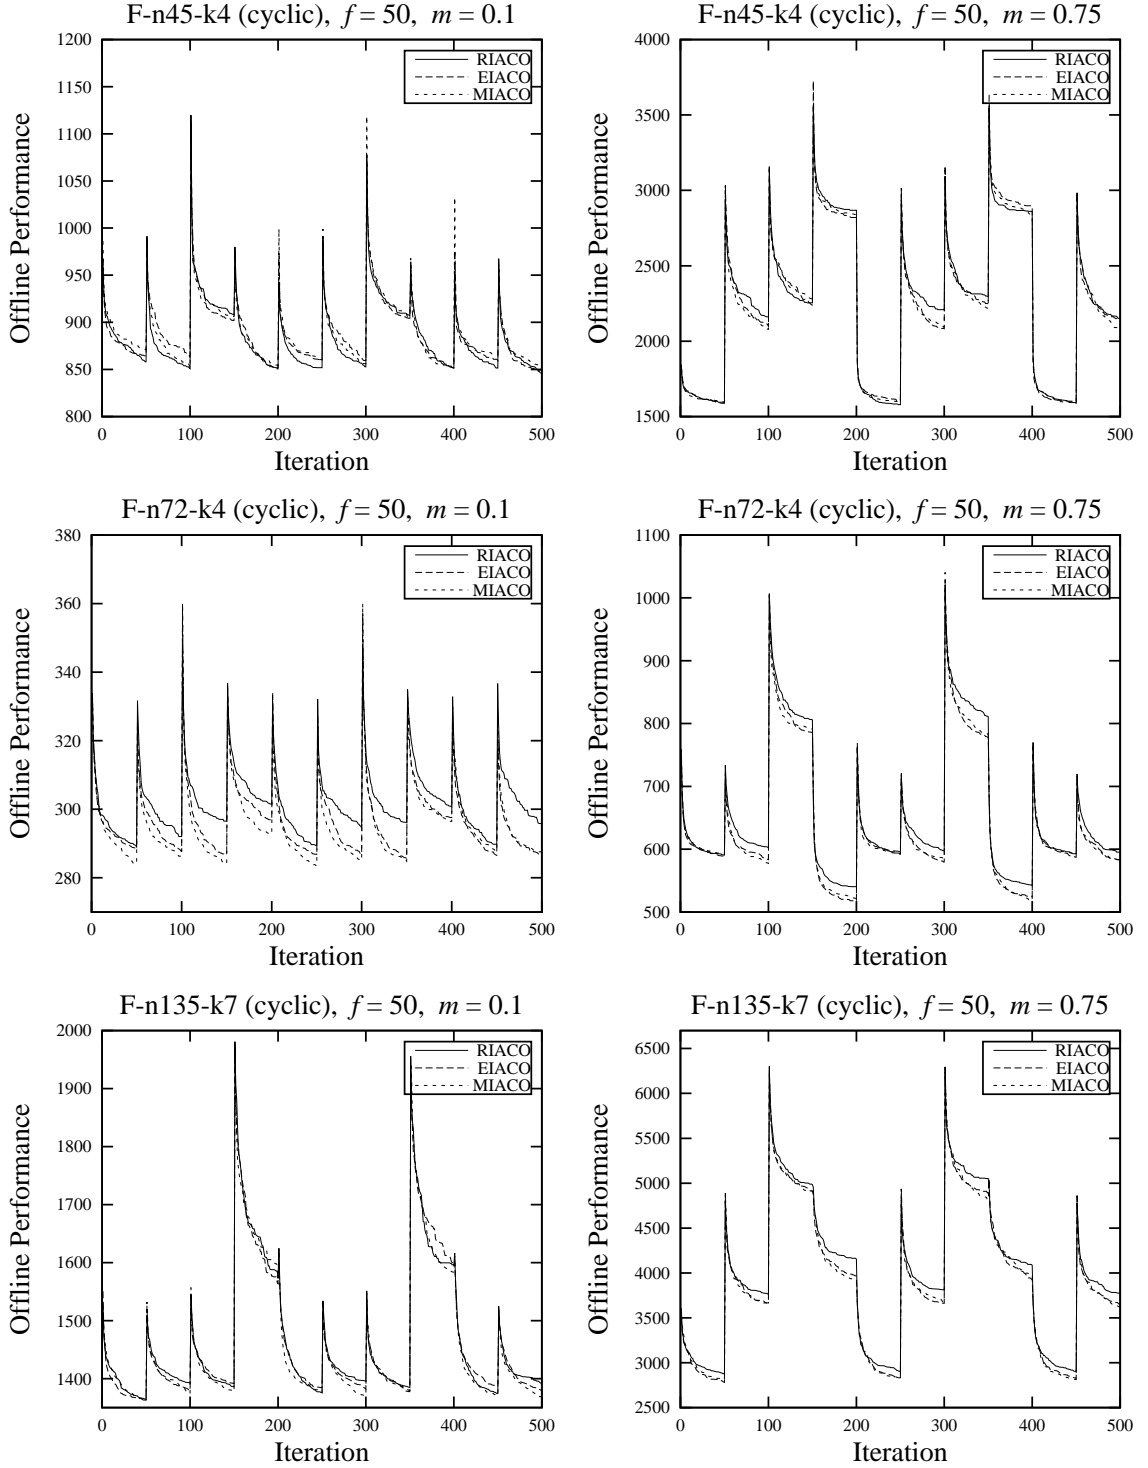 F-n45-k4 (cyclic), f = 50, m = 0.1
1200
1150
1100
1050
1000
950
900
850
800
Offline Performance
RIACO
EIACO
MIACO
0 100 200 300 400 500
Iteration
F-n45-k4 (cyclic), f = 50, m = 0.75
4000
3500
3000
2500
2000
1500
Offline Performance
RIACO
EIACO
MIACO
0 100 200 300 400 500
Iteration
F-n72-k4 (cyclic), f = 50, m = 0.1
380
360
340
320
300
280
Offline Performance
RIACO
EIACO
MIACO
0 100 200 300 400 500
Iteration
F-n72-k4 (cyclic), f = 50, m = 0.75
1100
1000
900
800
700
600
500
Offline Performance
RIACO
EIACO
MIACO
0 100 200 300 400 500
Iteration
F-n135-k7 (cyclic), f = 50, m = 0.1
2000
1900
1800
1700
1600
1500
1400
Offline Performance
RIACO
EIACO
MIACO
0 100 200 300 400 500
Iteration
F-n135-k7 (cyclic), f = 50, m = 0.75
6500
6000
5500
5000
4500
4000
3500
3000
2500
Offline Performance
RIACO
EIACO
MIACO
0 100 200 300 400 500
Iteration